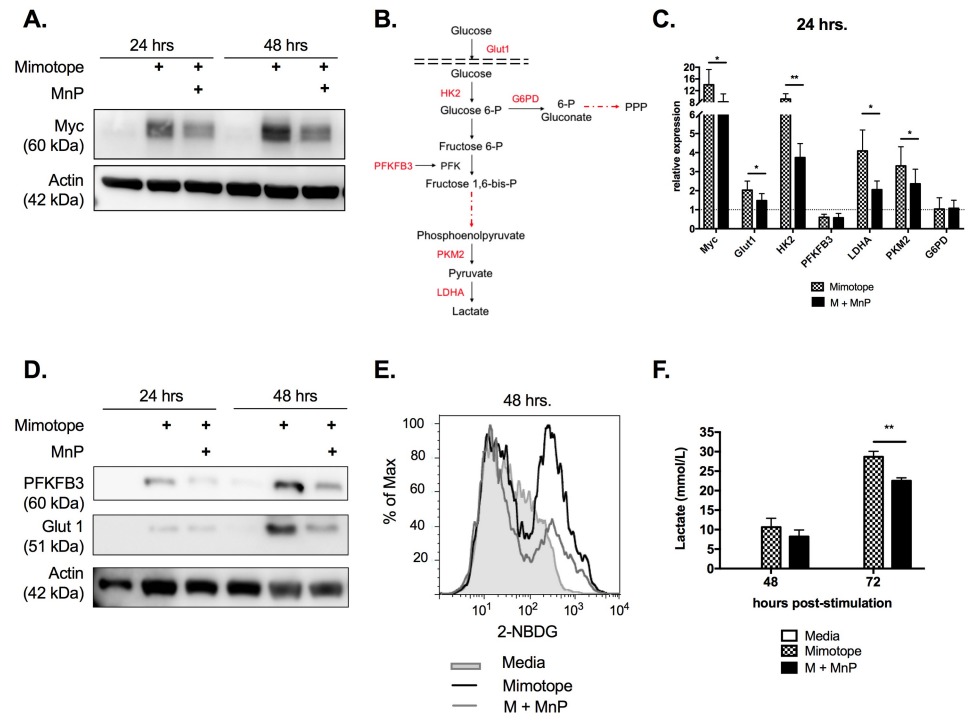 A.
24 hrs
48 hrs
Mimotope + + + +
MnP + +
Myc
(60 kDa)
Actin
(42 kDa)
B.
Glucose
Glut1
Glucose
HK2
G6PD
Glucose 6-P
6-P
Gluconate
PPP
Fructose 6-P
PFKFB3
PFK
Fructose 1,6-bis-P
Phosphoenolpyruvate
PKM2
Pyruvate
LDHA
Lactate
C.
24 hrs.
relative expression
20
16
12
8
6
5
4
3
2
1
0
* * ** * *
Myc
Glut1
HK2
PFKFB3
LDHA
PKM2
G6PD
Mimotope
M + MnP
D.
24 hrs
48 hrs
Mimotope + + + +
MnP + +
PFKFB3
(60 kDa)
Glut 1
(51 kDa)
Actin
(42 kDa)
E.
48 hrs.
% of Max
100
80
60
40
20
10¹ 10² 10³ 10⁴
2-NBDG
Media
Mimotope
M + MnP
F.
Lactate (mmol/L)
35
30
25
20
15
10
5
0
**
48 72
hours post-stimulation
Media
Mimotope
M + MnP